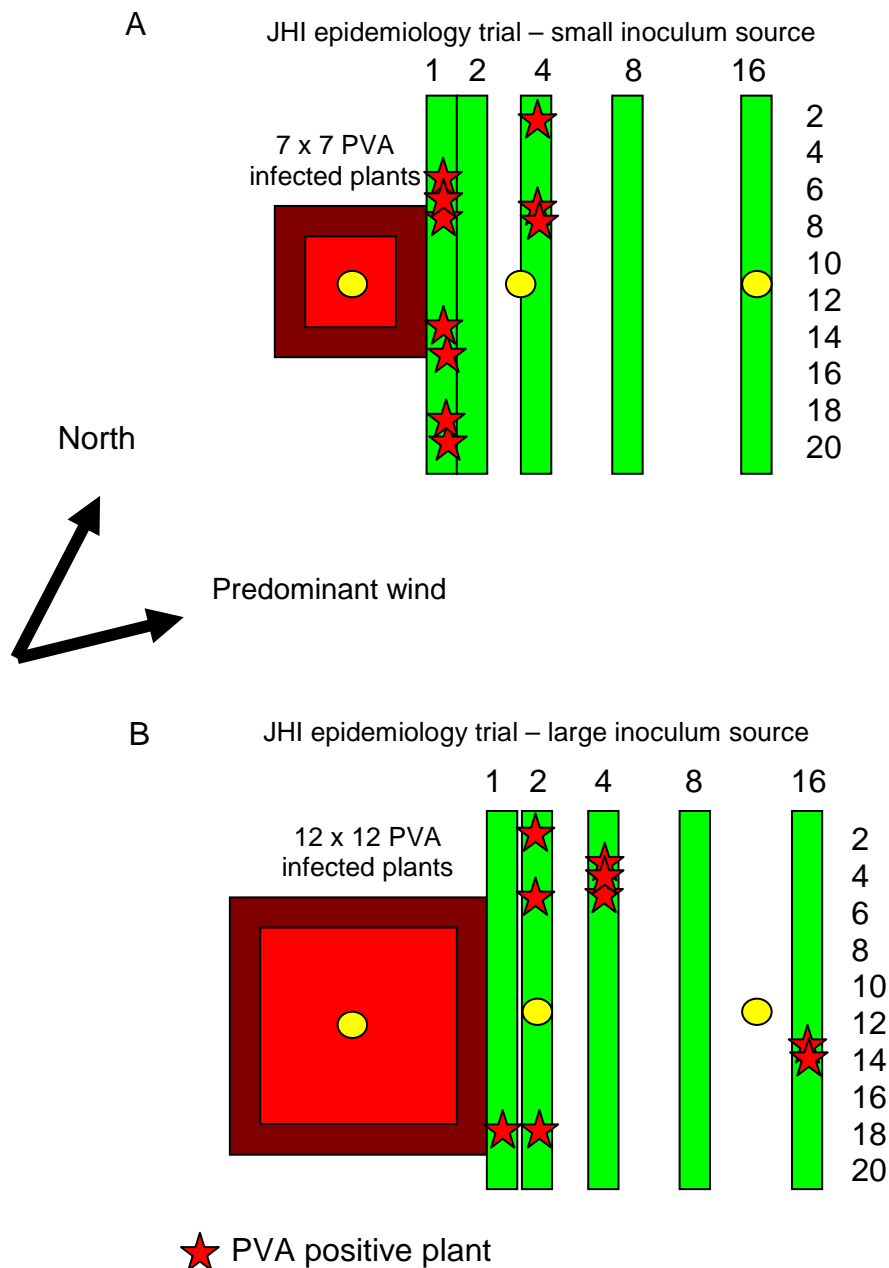 A
JHI epidemiology trial – small inoculum source
1 2 4 8 16
7 x 7 PVA
infected plants
2
4
6
8
10
12
14
16
18
20
North
Predominant wind
B
JHI epidemiology trial – large inoculum source
1 2 4 8 16
12 x 12 PVA
infected plants
2
4
6
8
10
12
14
16
18
20
PVA positive plant